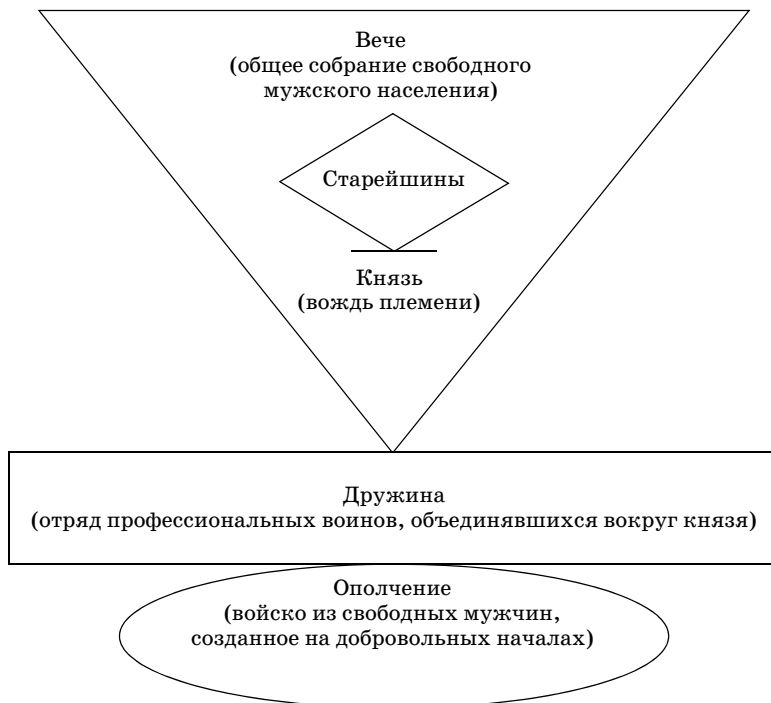 Вече
(общее собрание свободного
мужского населения)
Старейшины
Князь
(вождь племени)
Дружина
(отряд профессиональных воинов, объединявшихся вокруг князя)
Ополчение
(войско из свободных мужчин,
созданное на добровольных началах)